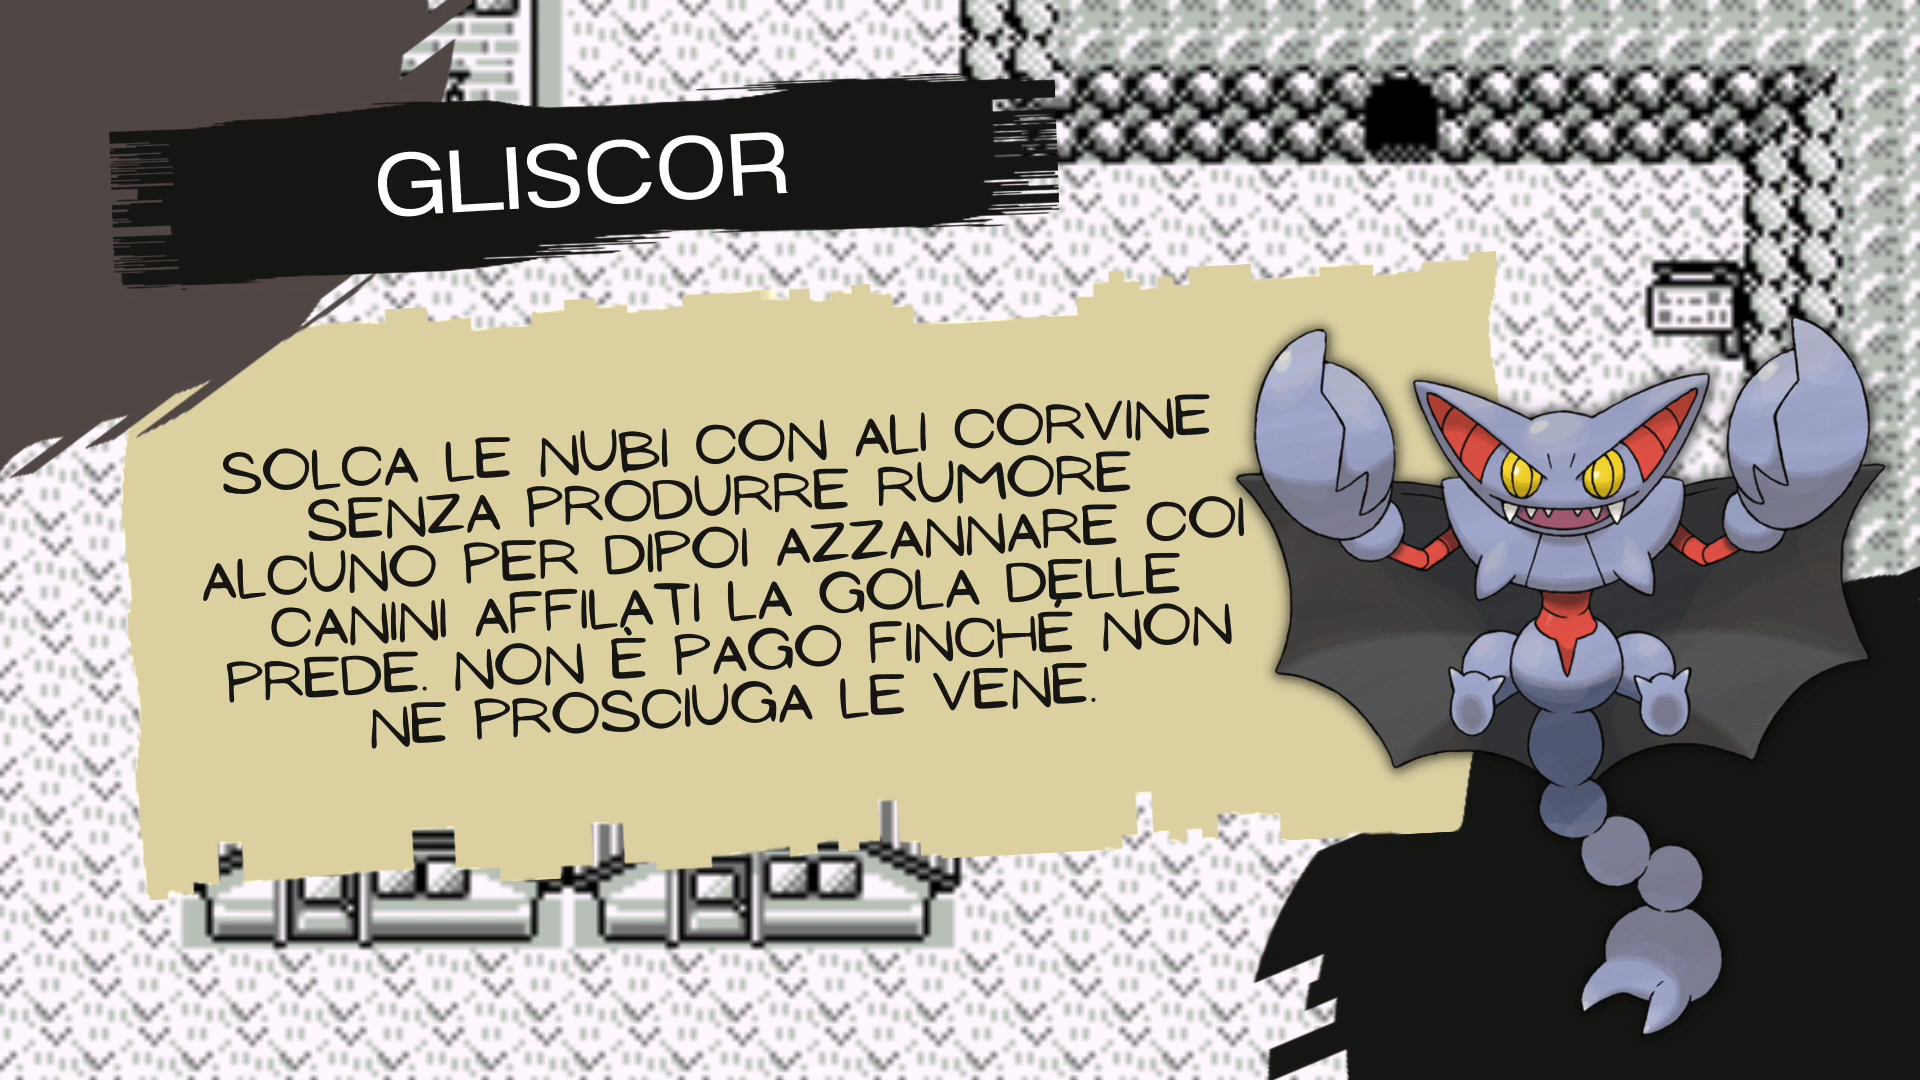 GLISCOR
SOLCA LE NUBI CON ALI CORVINE
SENZA PRODURRE RUMORE
ALCUNO PER DIPOI AZZANNARE COI
CANINI AFFILATI LA GOLA DELLE
PREDE. NON È PAGO FINCHÉ NON
NE PROSCIUGA LE VENE.